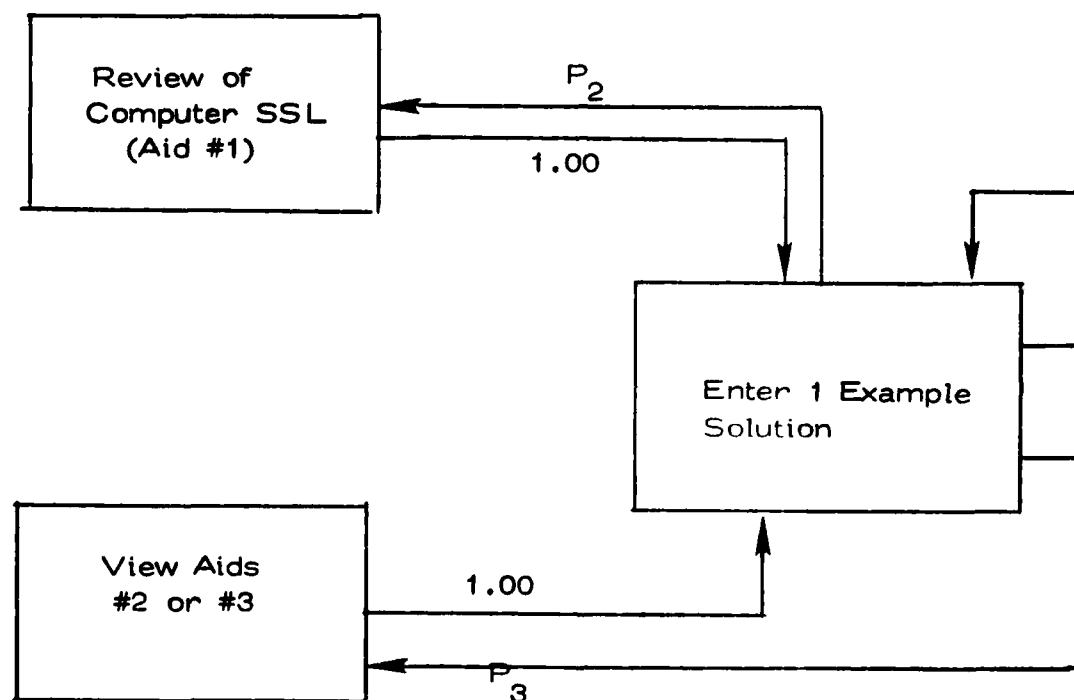 Review of
Computer SSL
(Aid #1)
P2
1.00
Enter 1 Example
Solution
View Aids
#2 or #3
1.00
P3